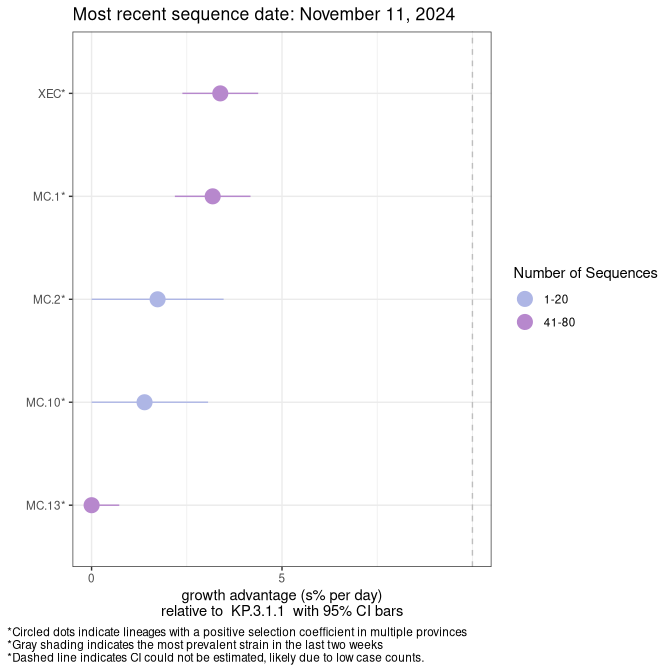 Most recent sequence date: November 11, 2024
XEC*
MC.1*
MC.2*
MC.10*
MC.13*
0 5
growth advantage (s% per day)
relative to KP.3.1.1 with 95% CI bars
Number of Sequences
1-20
41-80
*Circled dots indicate lineages with a positive selection coefficient in multiple provinces
*Gray shading indicates the most prevalent strain in the last two weeks
*Dashed line indicates CI could not be estimated, likely due to low case counts.